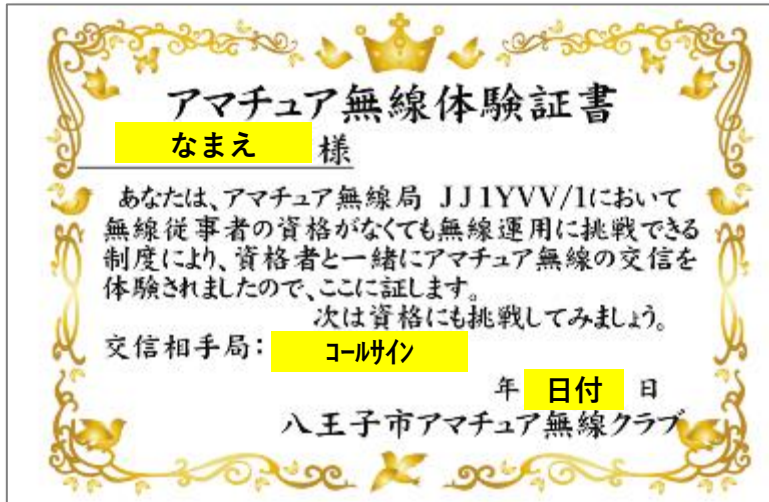 アマチュア無線体験証書
なまえ 様
あなたは、アマチュア無線局 JJ1YVV/1において
無線従事者の資格がなくても無線運用に挑戦できる
制度により、資格者と一緒にアマチュア無線の交信を
体験されましたので、ここに証します。
次は資格にも挑戦してみましょう。
交信相手局： コールサイン
年 日付 日
八王子市アマチュア無線クラブ